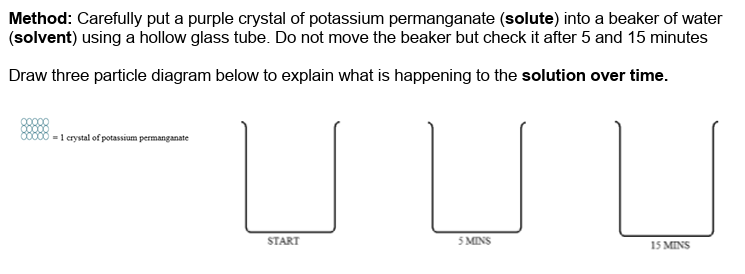 Method: Carefully put a purple crystal of potassium permanganate (solute) into a beaker of water
(solvent) using a hollow glass tube. Do not move the beaker but check it after 5 and 15 minutes
Draw three particle diagram below to explain what is happening to the solution over time.
= 1 crystal of potassium permanganate
START
5 MINS
15 MINS